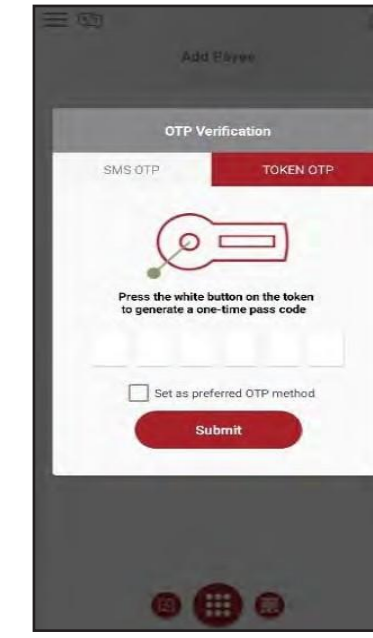 Add Payee
OTP Verification
SMS OTP
TOKEN OTP
Press the white button on the token
to generate a one-time pass code
Set as preferred OTP method
Submit